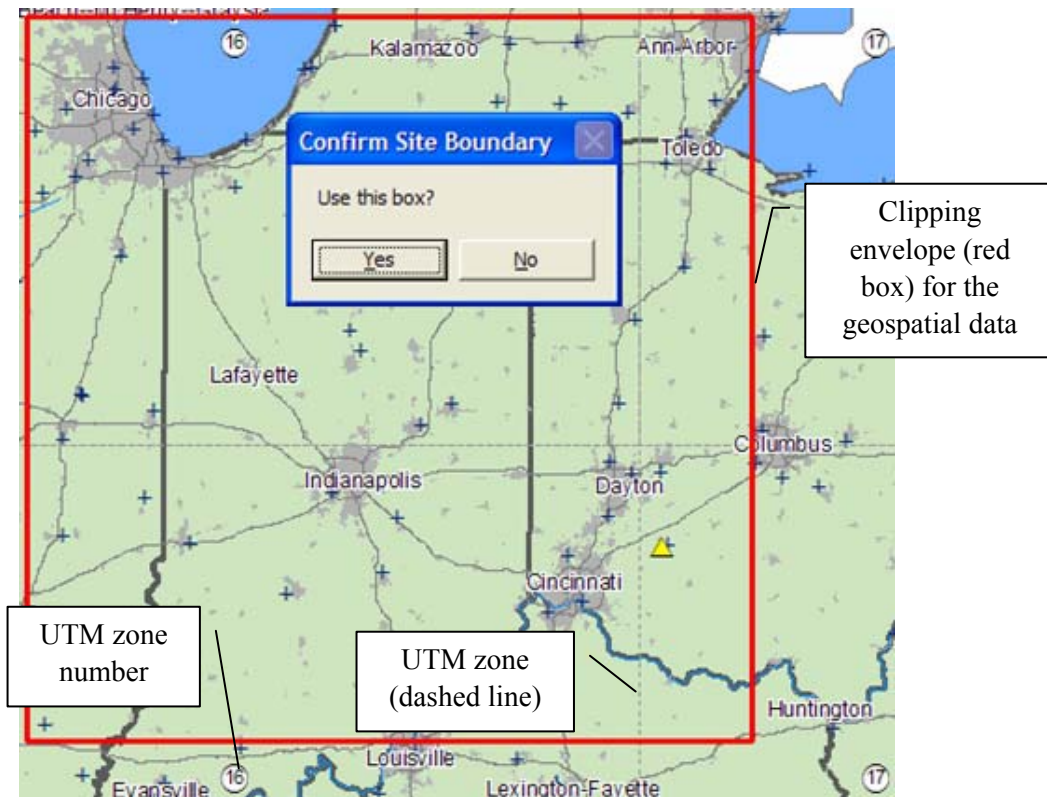 16
Kalamazoo
Ann Arbor
17
Chicago
Confirm Site Boundary
Toledo
Use this box?
Yes
No
Clipping
envelope (red
box) for the
geospatial data
Lafayette
Columbus
Indianapolis
Dayton
Cincinnati
UTM zone
number
UTM zone
(dashed line)
Huntington
Louisville
16
17
Evansville
Lexington-Fayette